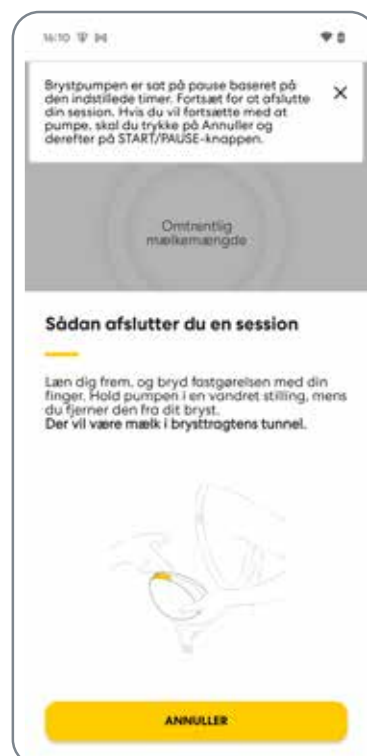 16:10
Brystpumpen er sat på pause baseret på
den indstillede timer. Fortsæt for at afslutte
din session. Hvis du vil fortsætte med at
pumpe, skal du trykke på Annuller og
derefter på START/PAUSE-knappen.
Omtrentlig
mælkemængde
Sådan afslutter du en session
Læn dig frem, og bryd fastgørelsen med din
finger. Hold pumpen i en vandret stilling, mens
du fjerner den fra dit bryst.
Der vil være mælk i brysttragtens tunnel.
ANNULLER